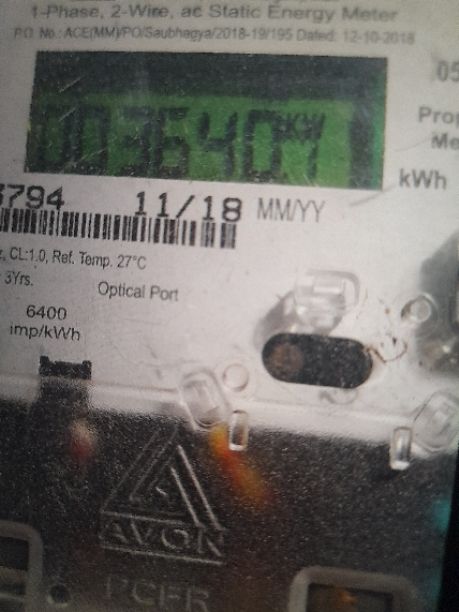 1-Phase, 2-Wire, ac Static Energy Meter
P.O. No.: ACE(MM)/PO/Saubhagya/2018-19/195 Dated: 12-10-2018
05
kWh
3794 11/18 MM/YY
CL:1.0, Ref. Temp. 27°C
3Yrs.
Optical Port
6400
imp/kWh
AVON